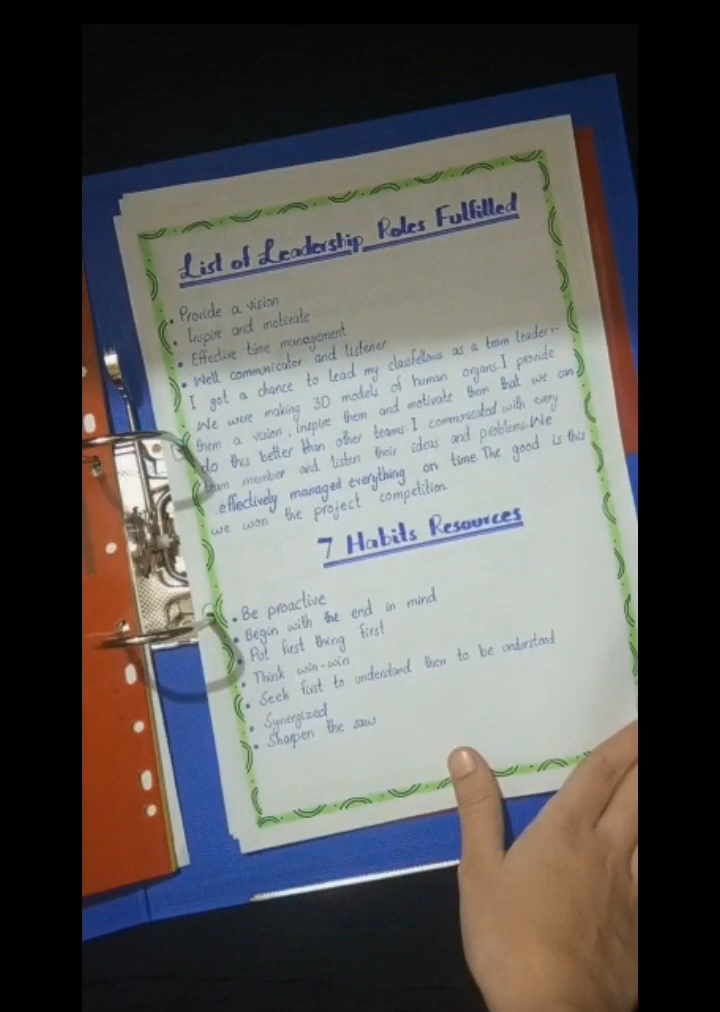 List of Leadership Roles Fulfilled
• Provide a vision
• Inspire and motivate
• Effective time management
• Well communicator and listener
I got a chance to lead my classfellows as a team leader:-
We were making 3D models of human organs. I provide
them a vision, inspire them and motivate them that we can
do this better than other teams. I communicated with every
team member and listen their ideas and problems. We
effectively managed everything on time. The good is this
we won the project competition.
7 Habits Resources
• Be proactive
• Begin with the end in mind
• Put first thing first
• Think win-win
• Seek first to understand then to be understood
• Synergized
• Sharpen the saw